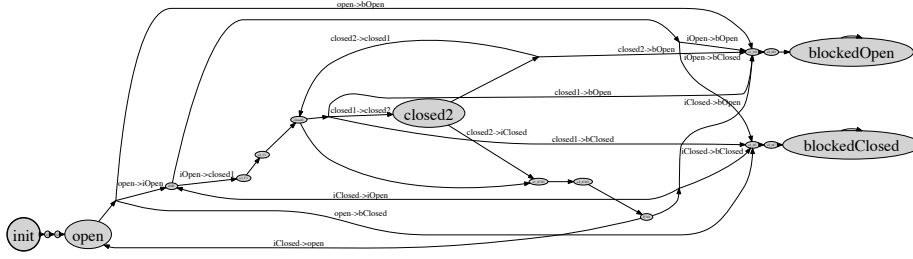 open->bOpen
closed2->closed1
iOpen->bOpen
closed2->bOpen
iOpen->bClosed
blockedOpen
closed1->bOpen
iClosed->bOpen
closed1->closed2
closed2
closed2->iClosed
closed1->bClosed
iClosed->bClosed
blockedClosed
iOpen->closed1
open->iOpen
iClosed->iOpen
open->bClosed
init
open
iClosed->open